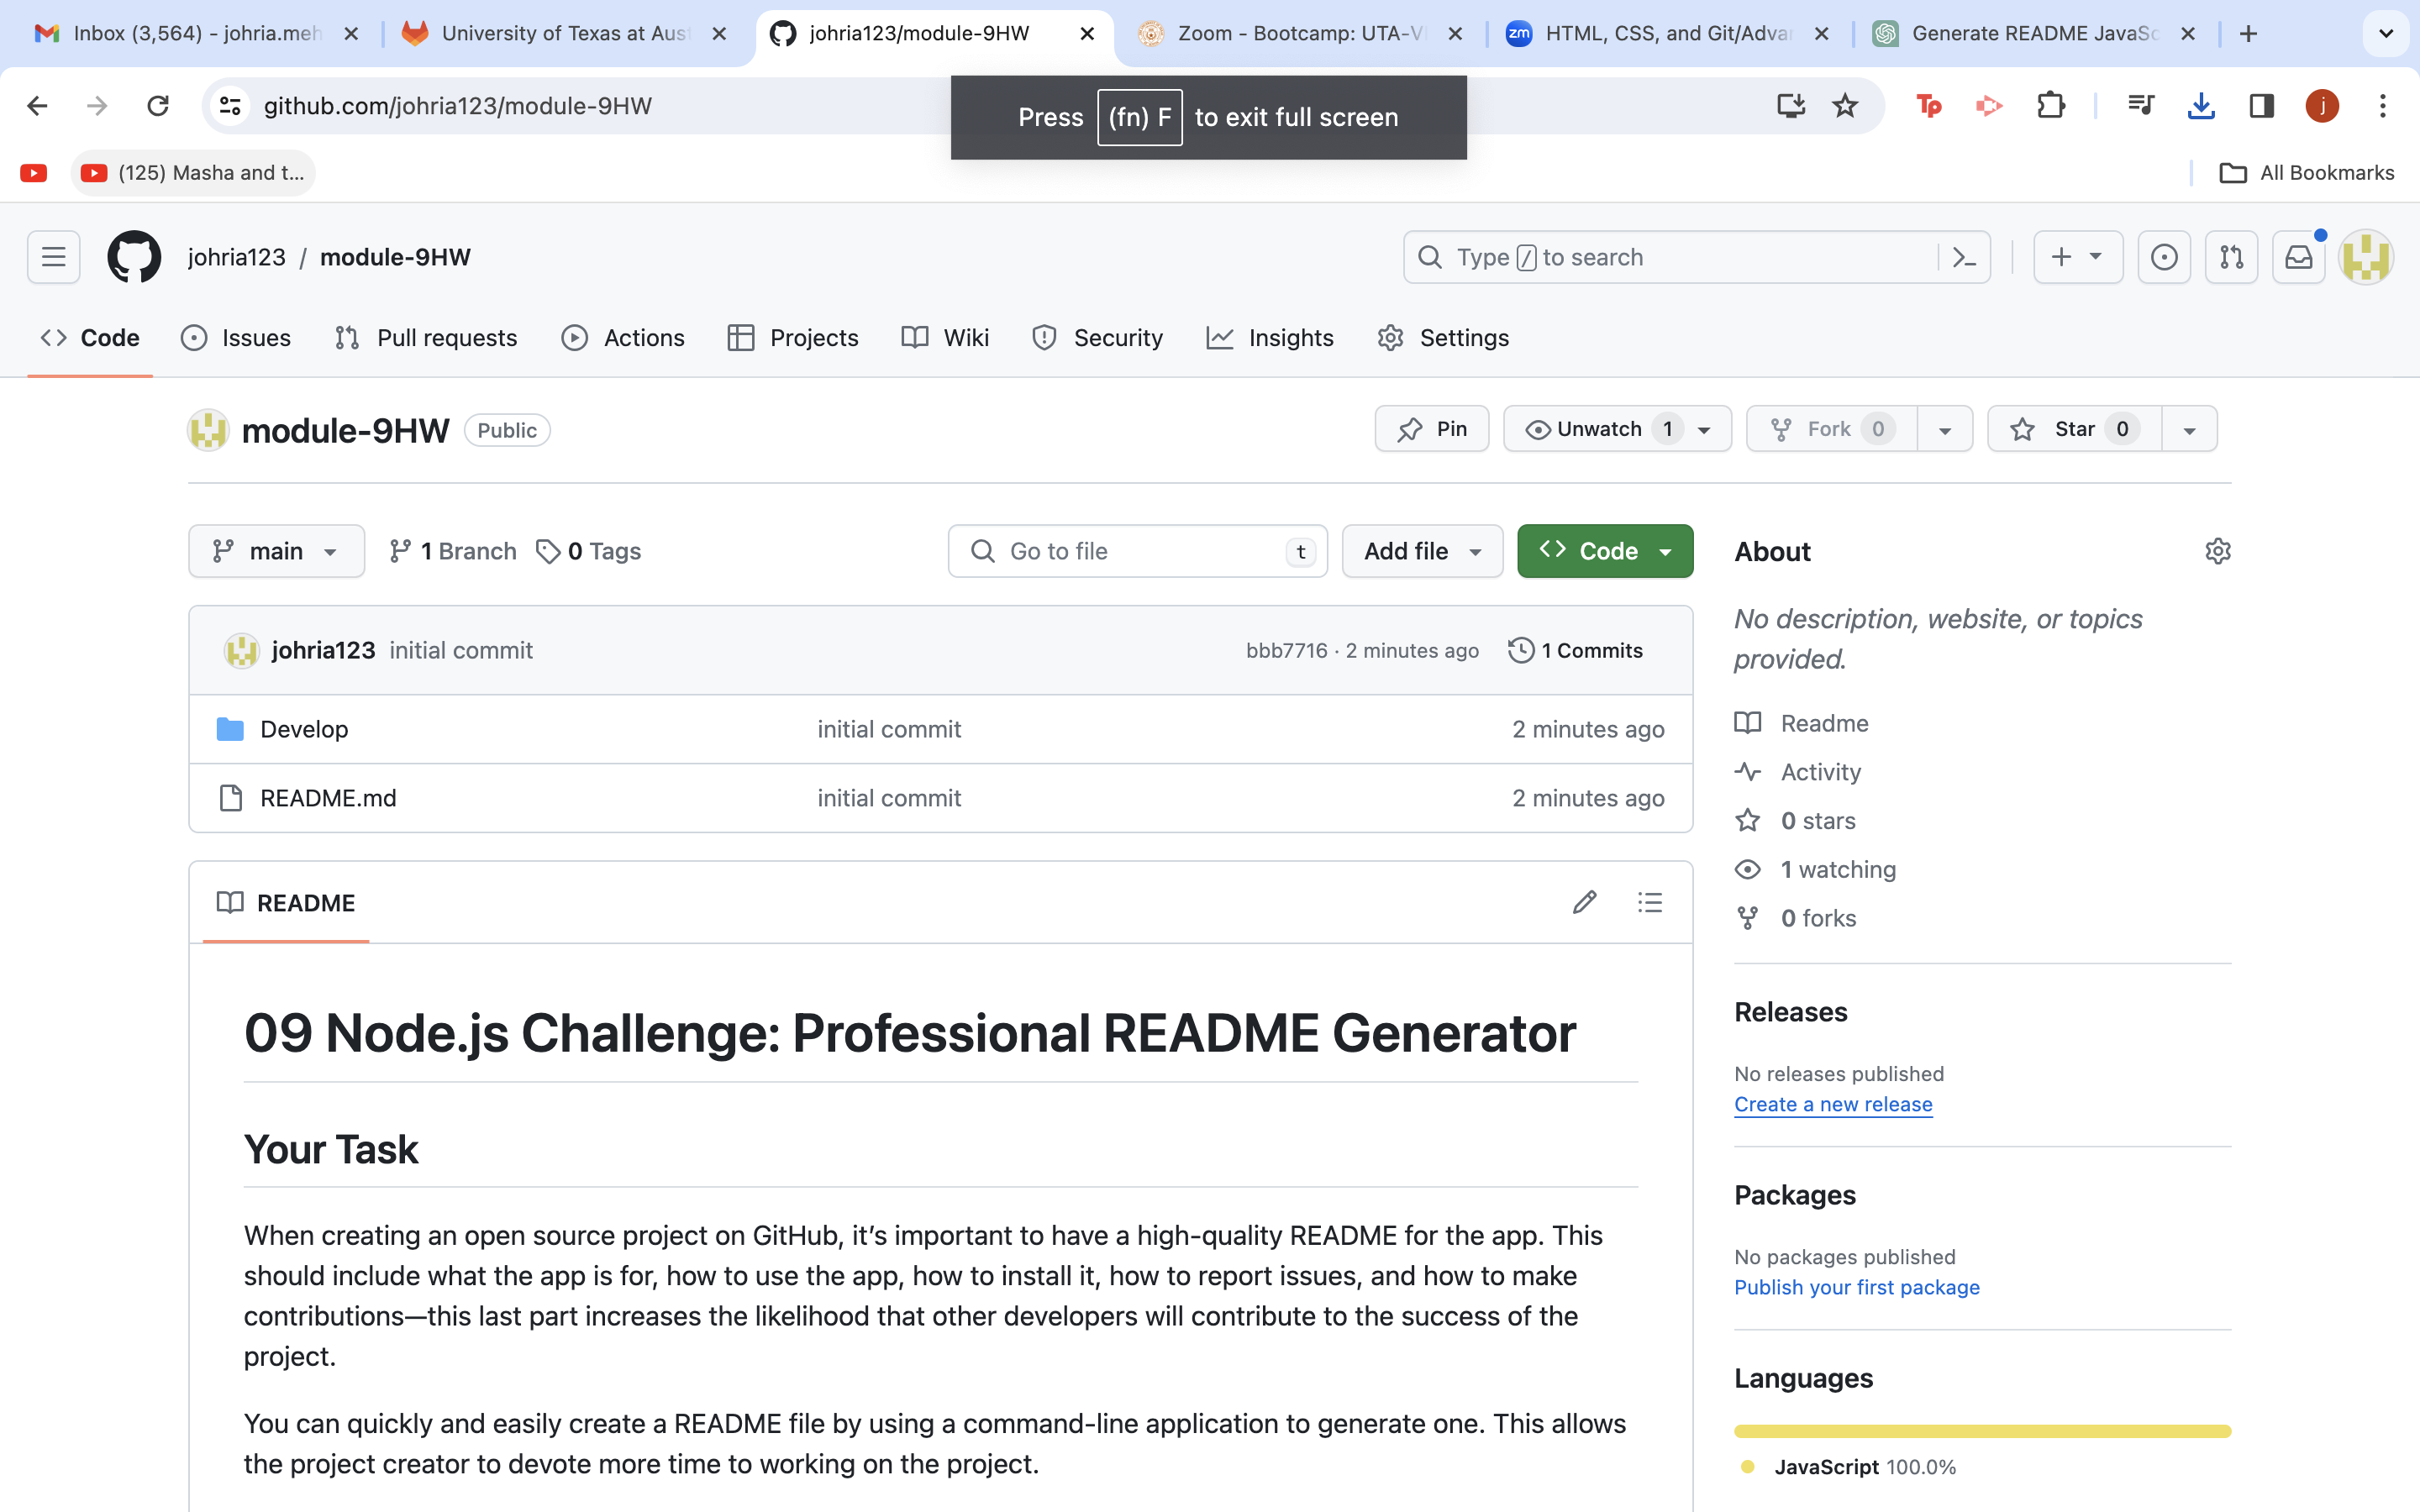 Inbox (3,564) - johria.meh
University of Texas at Aust
johria123/module-9HW
Zoom - Bootcamp: UTA-VI
zm
HTML, CSS, and Git/Advan
Generate README JavaSc
github.com/johria123/module-9HW
Press (fn) F to exit full screen
Tp
j
(125) Masha and t...
All Bookmarks
johria123 / module-9HW
Type / to search
Code
Issues
Pull requests
Actions
Projects
Wiki
Security
Insights
Settings
module-9HW
Public
Pin
Unwatch 1
Fork 0
Star 0
main
1 Branch
0 Tags
Go to file
t
Add file
Code
johria123 initial commit
bbb7716 · 2 minutes ago
1 Commits
Develop
initial commit
2 minutes ago
README.md
initial commit
2 minutes ago
README
09 Node.js Challenge: Professional README Generator
Your Task
When creating an open source project on GitHub, it’s important to have a high-quality README for the app. This
should include what the app is for, how to use the app, how to install it, how to report issues, and how to make
contributions—this last part increases the likelihood that other developers will contribute to the success of the
project.
You can quickly and easily create a README file by using a command-line application to generate one. This allows
the project creator to devote more time to working on the project.
About
No description, website, or topics
provided.
Readme
Activity
0 stars
1 watching
0 forks
Releases
No releases published
Create a new release
Packages
No packages published
Publish your first package
Languages
JavaScript 100.0%